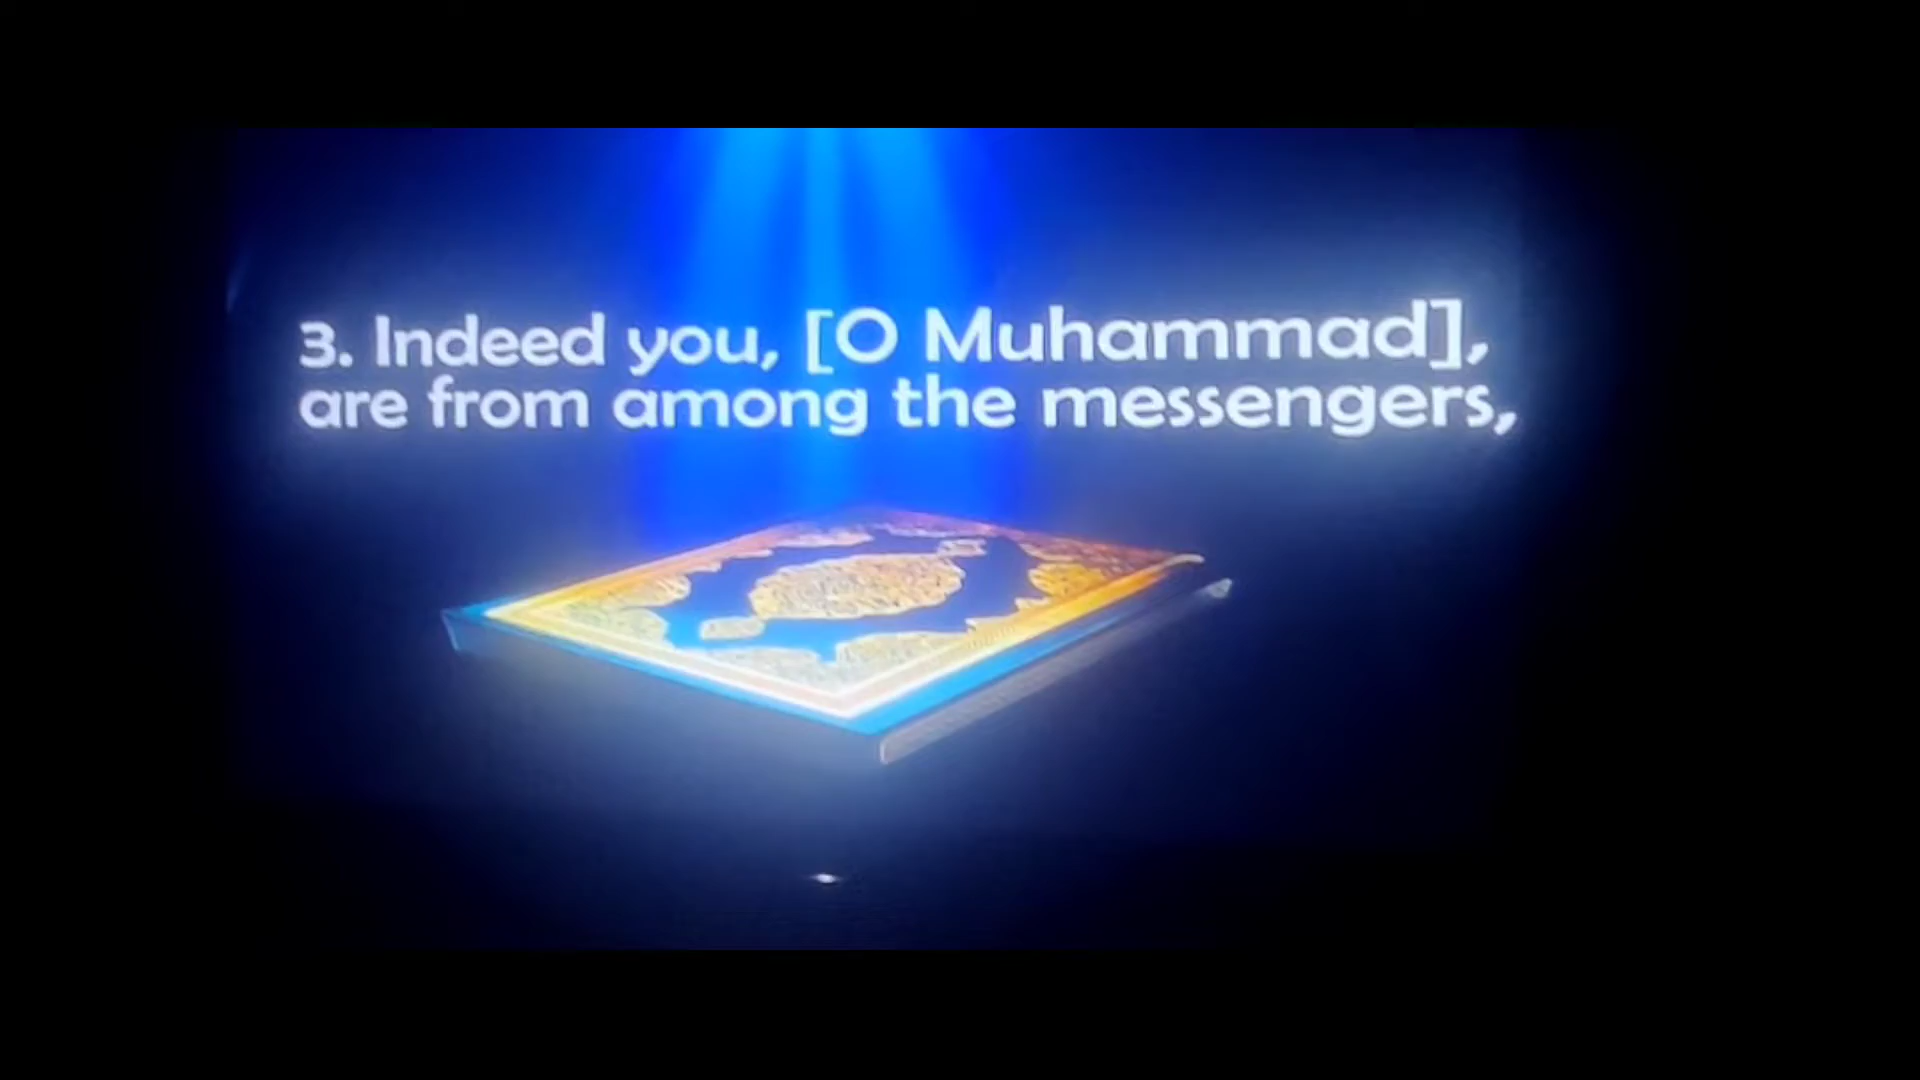 3. Indeed you, [O Muhammad],
are from among the messengers,